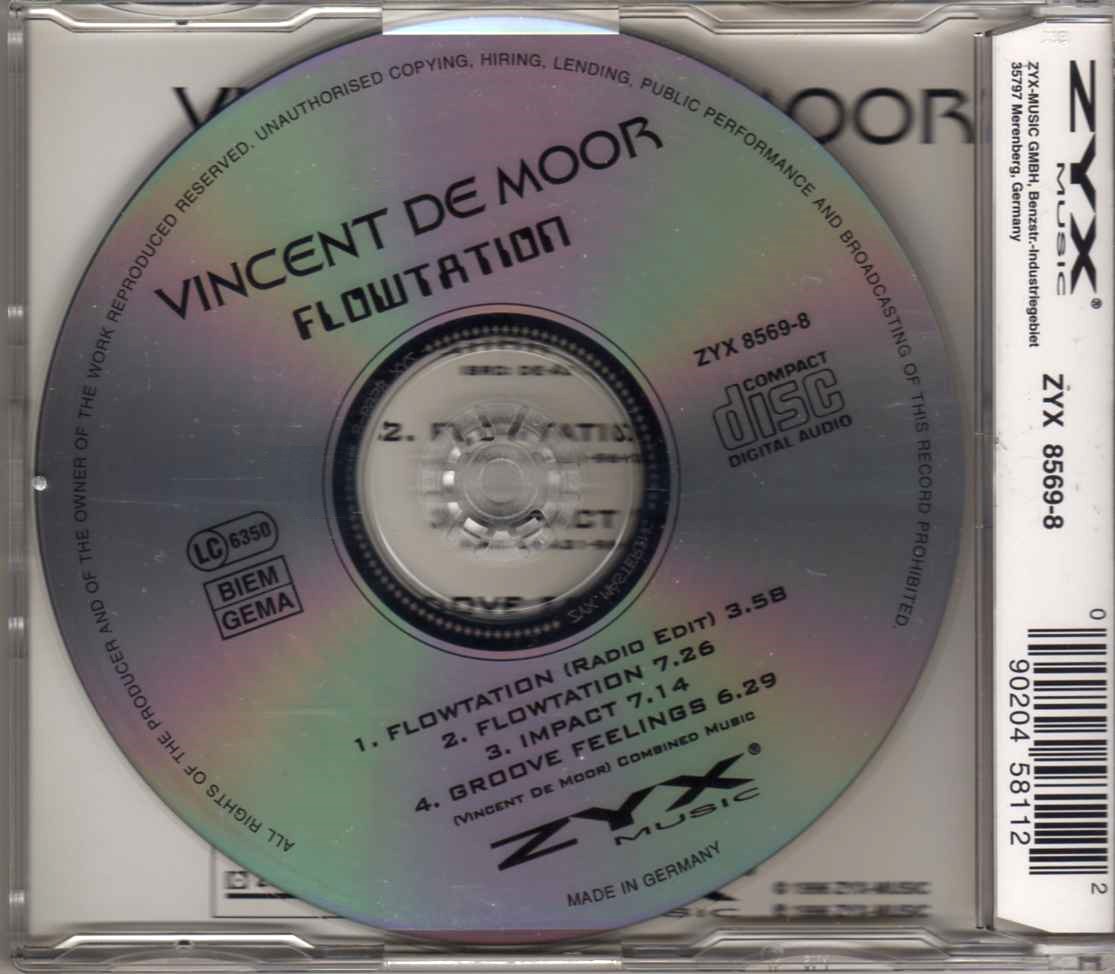 ALL RIGHTS OF THE PRODUCER AND OF THE OWNER OF THE WORK REPRODUCED RESERVED. UNAUTHORISED COPYING, HIRING, LENDING, PUBLIC PERFORMANCE AND BROADCASTING OF THIS RECORD PROHIBITED.
VINCENT DE MOOR
FLOWTATION
ZYX 8569-8
COMPACT
disc
DIGITAL AUDIO
LC 6350
BIEM
GEMA
1. FLOWTATION (RADIO EDIT) 3.58
2. FLOWTATION 7.26
3. IMPACT 7.14
4. GROOVE FEELINGS 6.29
(VINCENT DE MOOR) COMBINED MUSIC
ZYX®
MUSIC
MADE IN GERMANY
MOOR
2. FLOWTATIO
ZYX®
MUSIC
ZYX-MUSIC GMBH, Benzstr.-Industriegebiet
35797 Merenberg, Germany
ZYX 8569-8
0 90204 58112 2